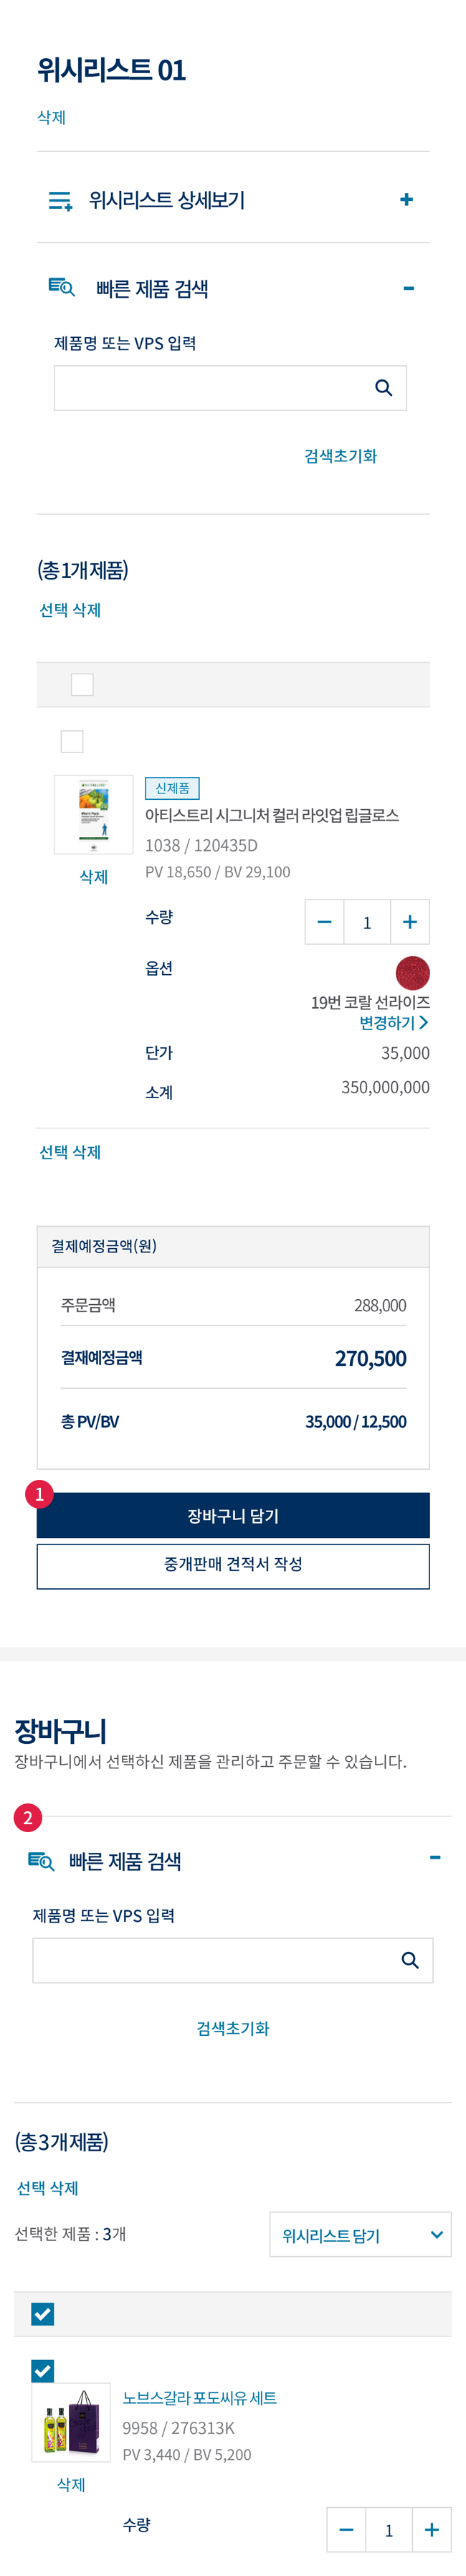 위시리스트 01
삭제
위시리스트 상세보기
빠른 제품 검색
제품명 또는 VPS 입력
검색초기화
(총1개제품)
선택 삭제
신제품
아티스트리 시그니처 컬러 라잇업 립글로스
1038 / 120435D
삭제
PV 18,650 / BV 29,100
수량
1
옵션
19번 코랄 선라이즈
변경하기
단가
35,000
소계
350,000,000
선택 삭제
결제예정금액(원)
주문금액
288,000
결재예정금액
270,500
총 PV/BV
35,000 / 12,500
1
장바구니 담기
중개판매 견적서 작성
장바구니
장바구니에서 선택하신 제품을 관리하고 주문할 수 있습니다.
2
빠른 제품 검색
제품명 또는 VPS 입력
검색초기화
(총3개제품)
선택 삭제
선택한 제품 : 3개
위시리스트 담기
노브스갈라 포도씨유 세트
9958 / 276313K
PV 3,440 / BV 5,200
삭제
수량
1